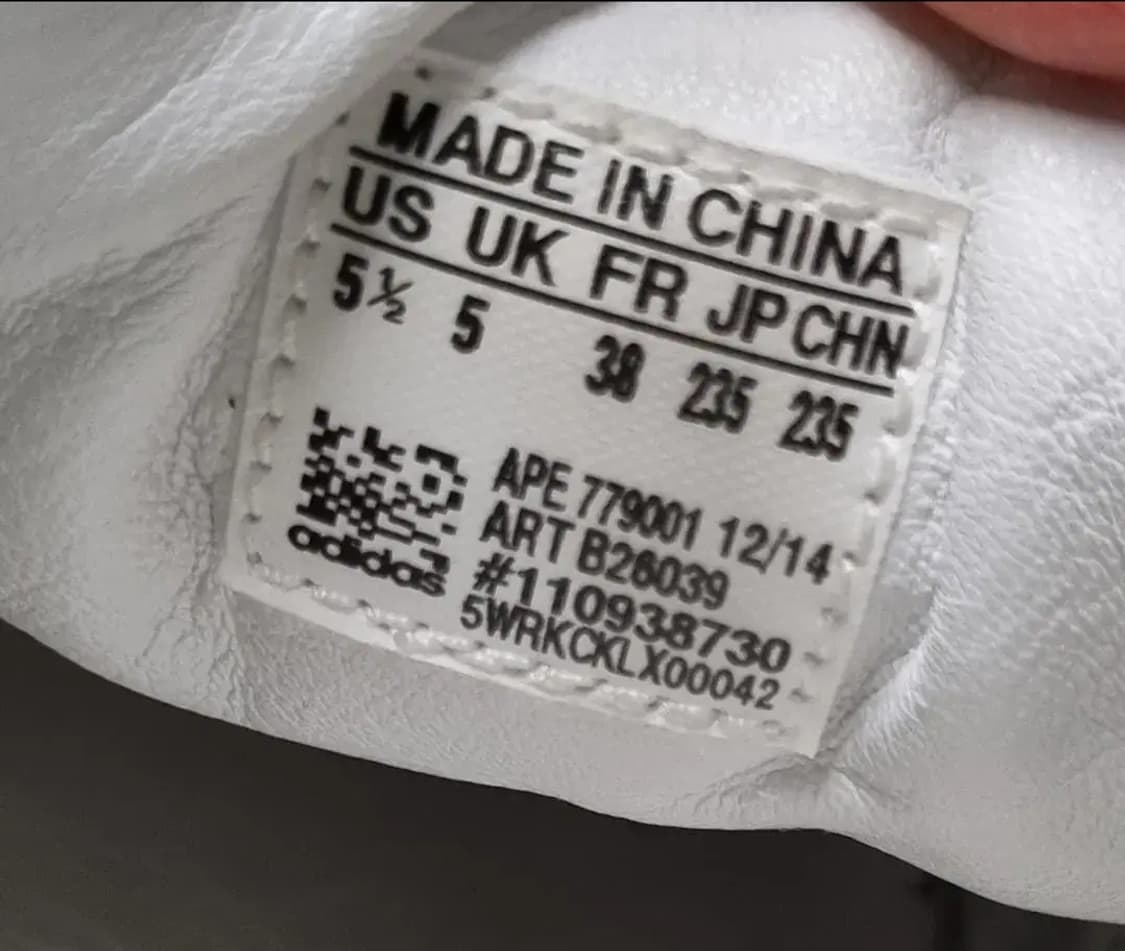 MADE IN CHINA
US UK FR JP CHN
5½ 5 38 235 235
APE 779001 12/14
ART B26039
#110938730
5WRKCKLX00042
adidas